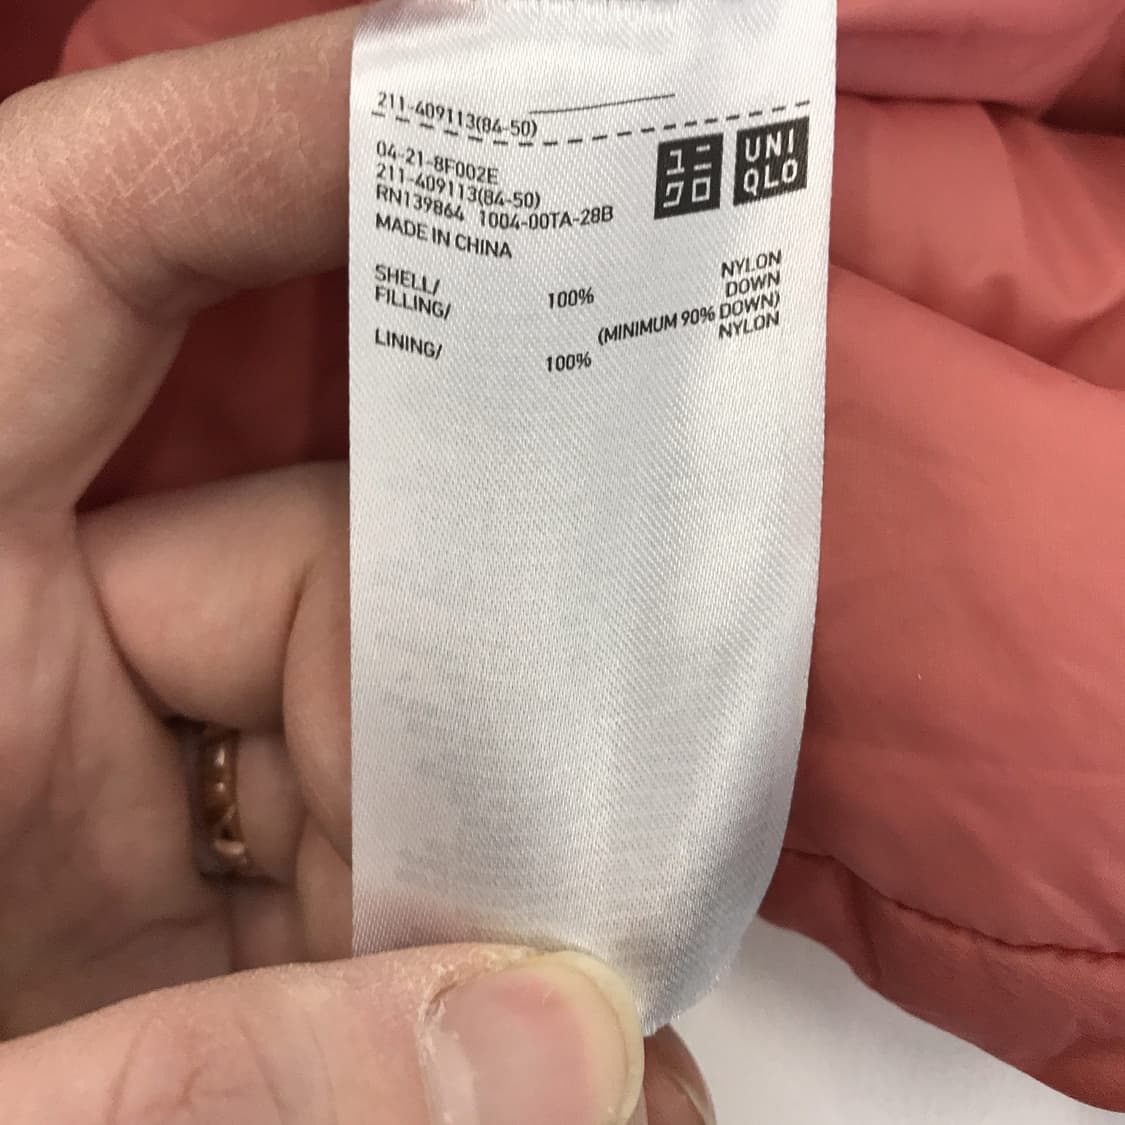 211-409113(84-50)
ユニ
クロ
UNI
QLO
04-21-8F002E
211-409113(84-50)
RN139864 1004-00TA-28B
MADE IN CHINA
SHELL/ 100% NYLON
FILLING/ DOWN
(MINIMUM 90% DOWN)
LINING/ 100% NYLON